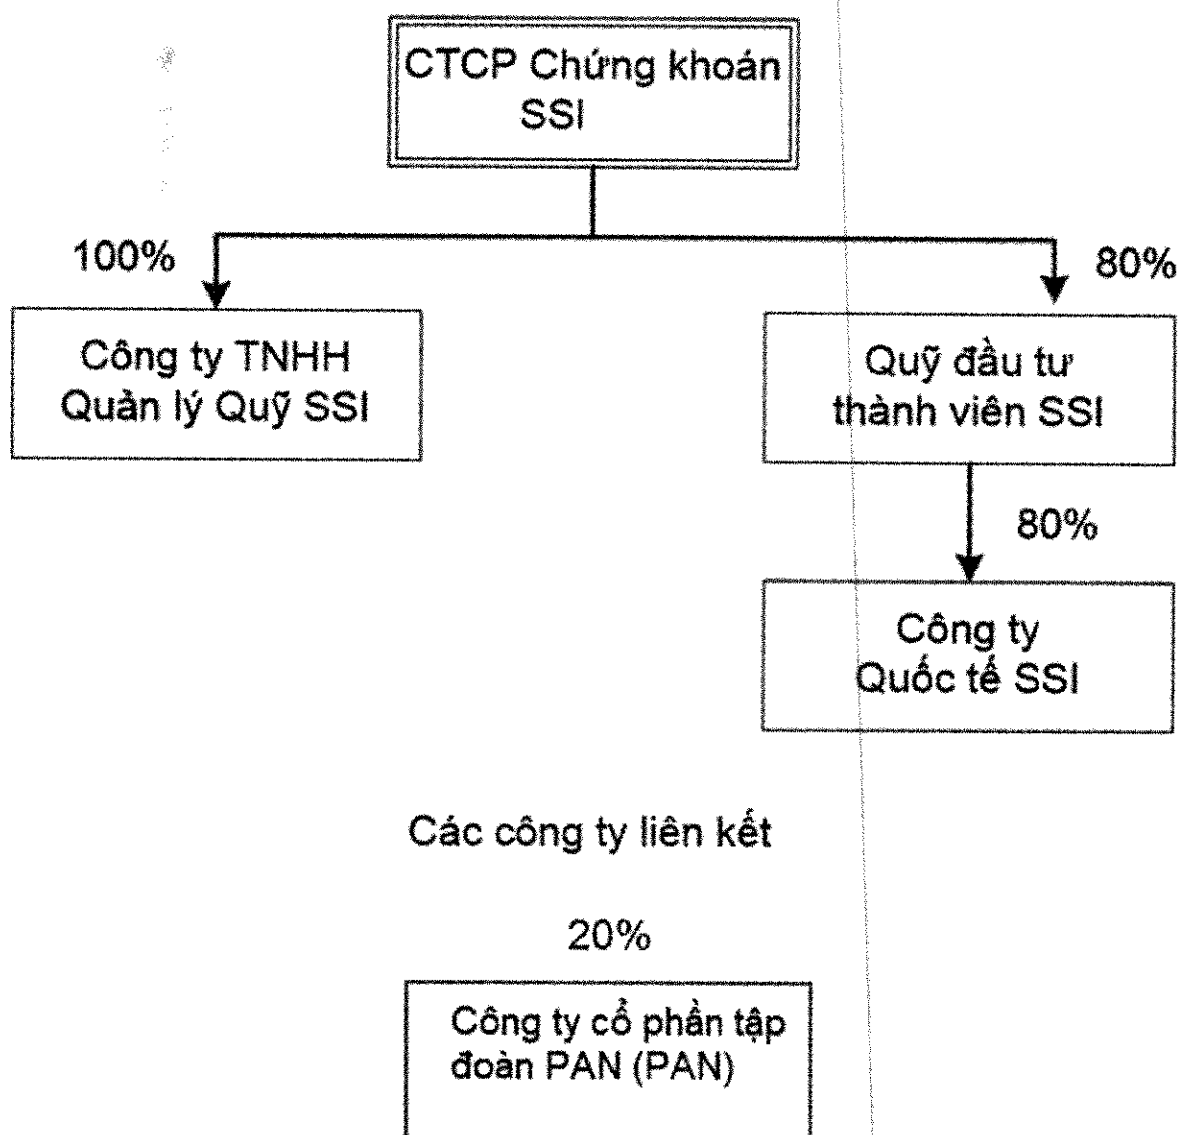 CTCP Chứng khoán
SSI
100%
80%
Công ty TNHH
Quản lý Quỹ SSI
Quỹ đầu tư
thành viên SSI
80%
Công ty
Quốc tế SSI
Các công ty liên kết
20%
Công ty cổ phần tập
đoàn PAN (PAN)